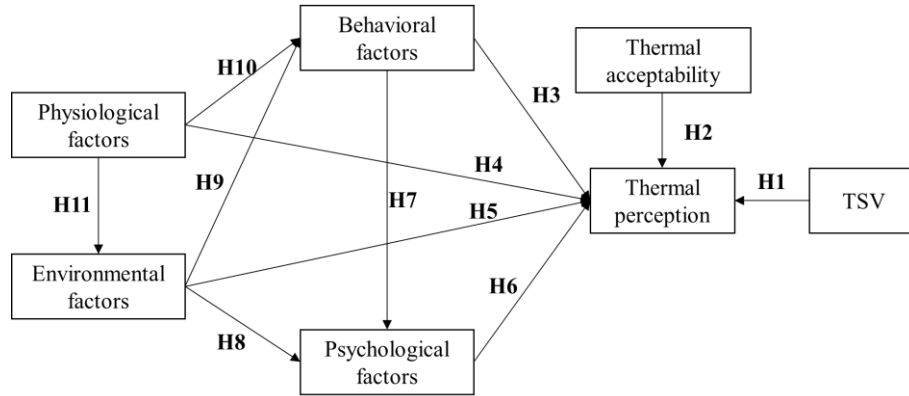 Behavioral
factors
Thermal
acceptability
H10
H3
Physiological
factors
H2
H4
H9
Thermal
perception
H1
TSV
H11
H7
H5
Environmental
factors
H6
H8
Psychological
factors